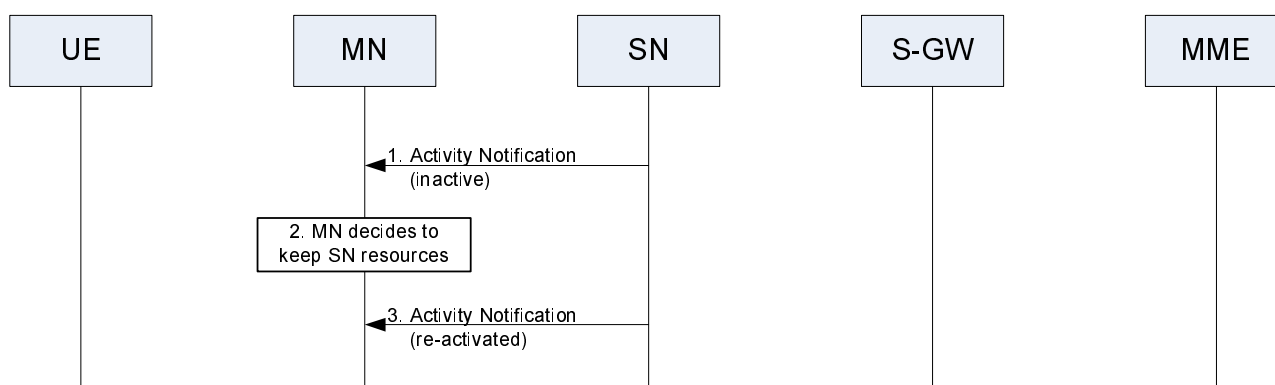 UE
MN
SN
S-GW
MME
1. Activity Notification
(inactive)
2. MN decides to
keep SN resources
3. Activity Notification
(re-activated)